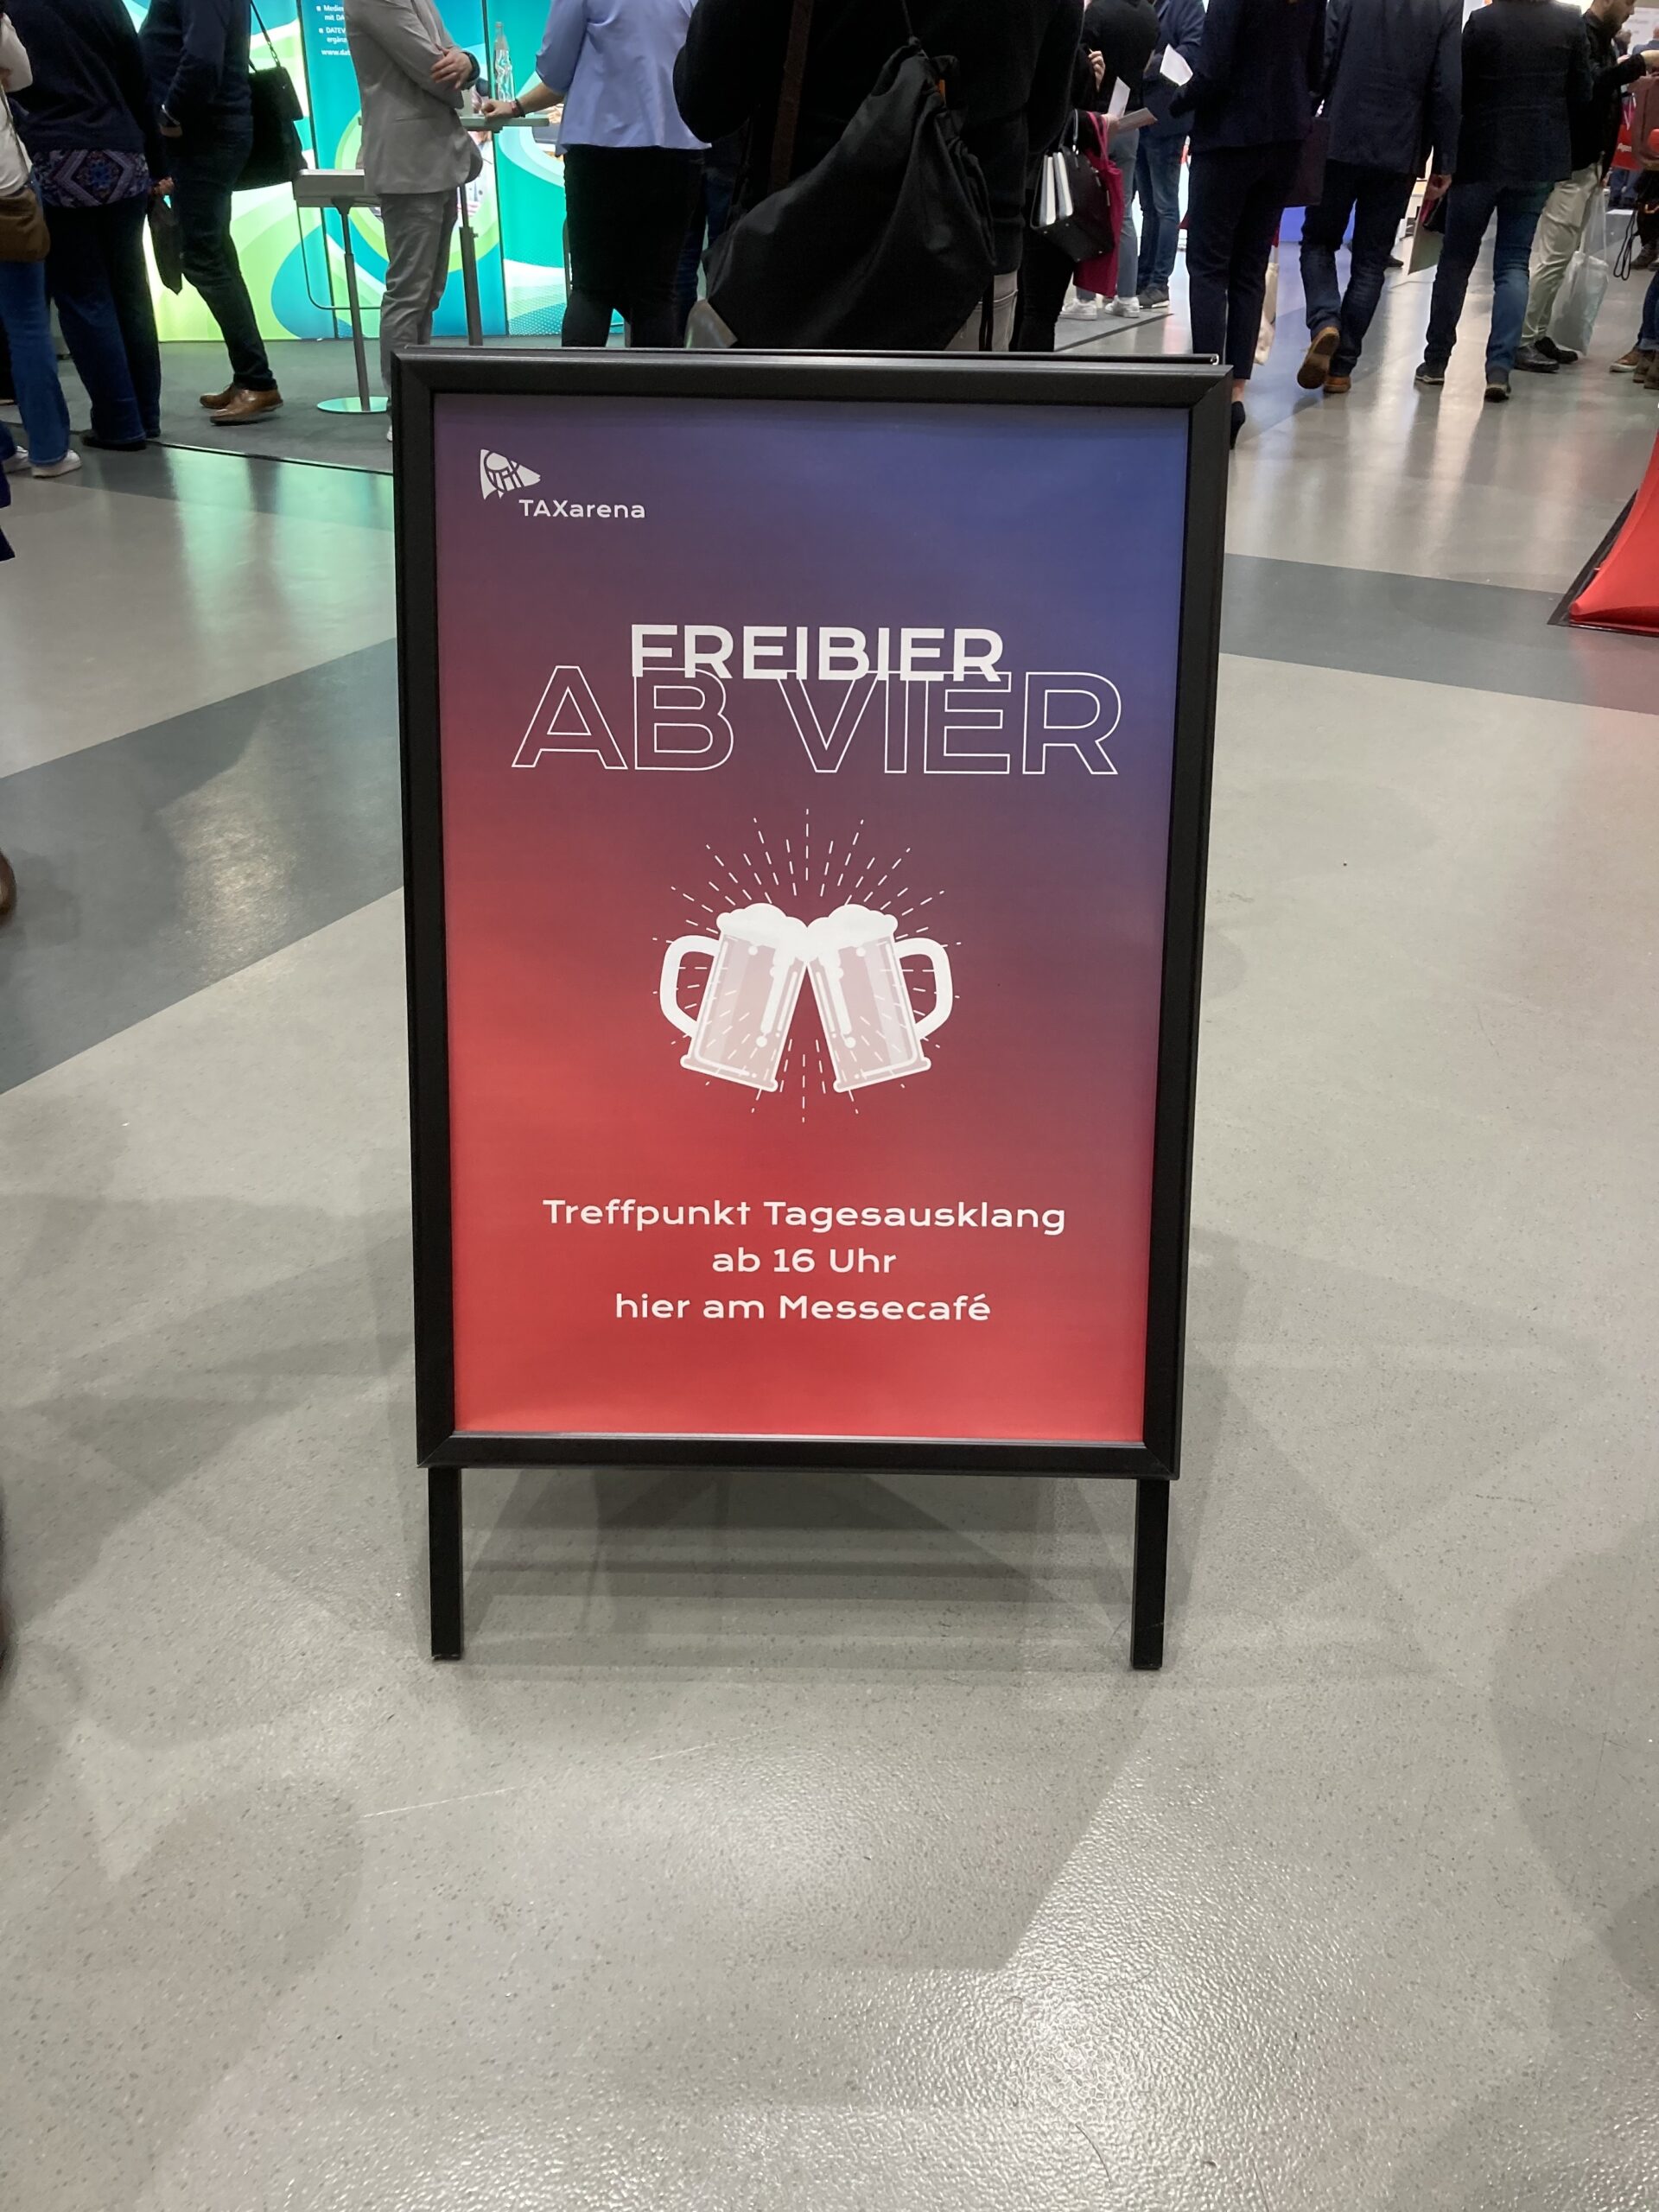 TAXarena
FREIBIER
AB VIER
Treffpunkt Tagesausklang
ab 16 Uhr
hier am Messecafé